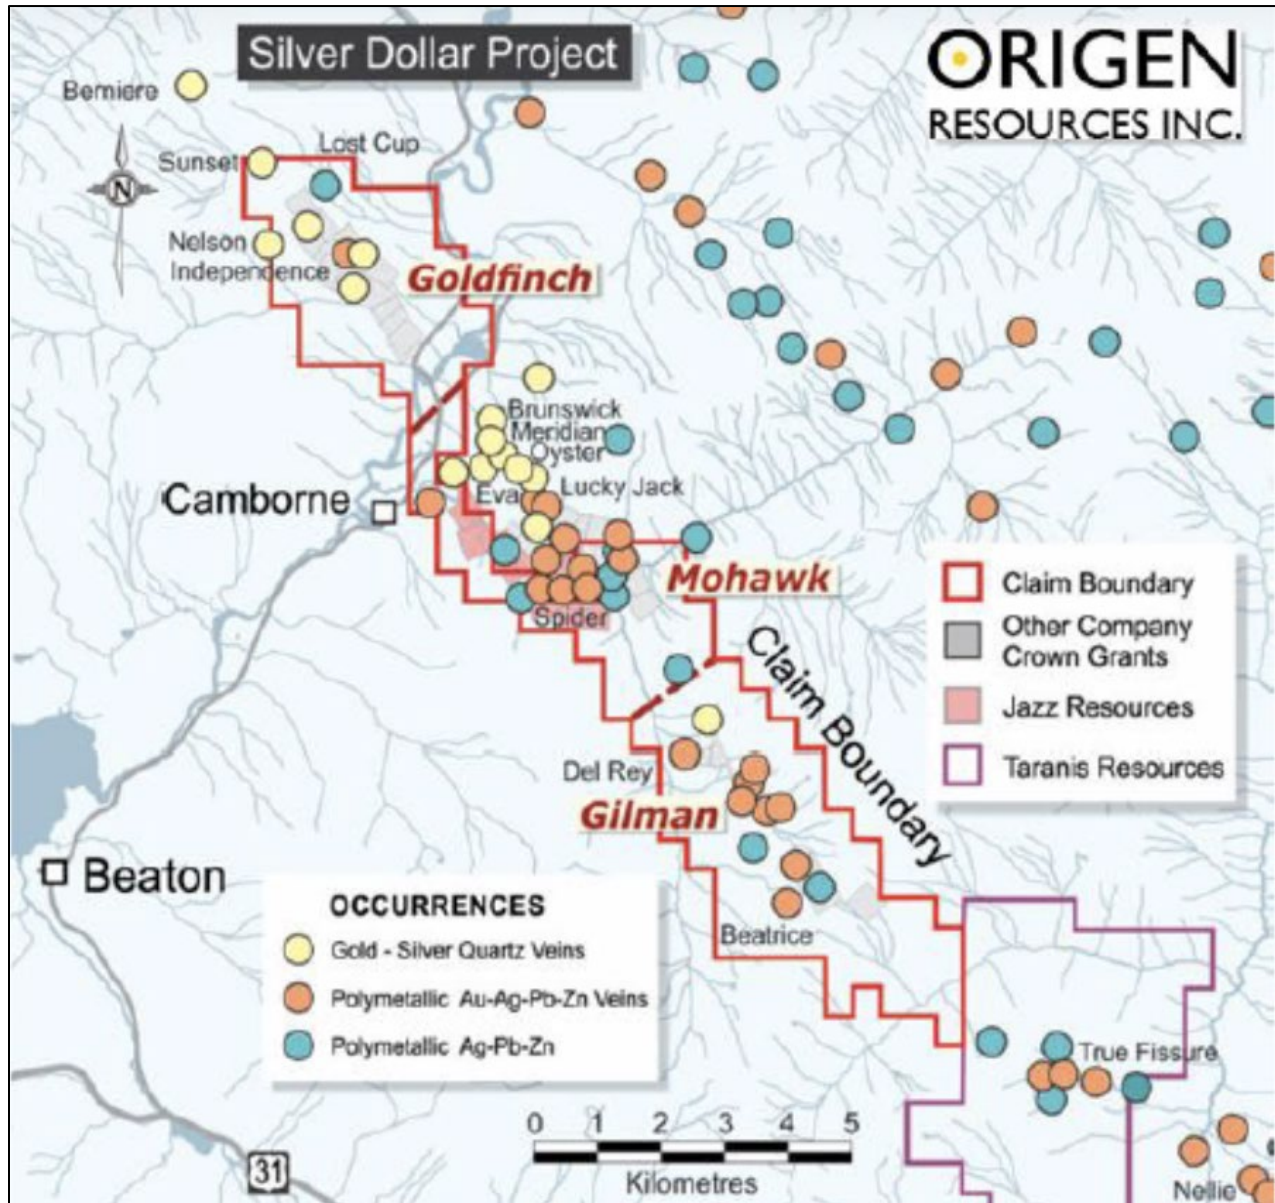 Silver Dollar Project
ORIGEN
RESOURCES INC.
Berniere
Lost Cup
Sunset
N
Nelson
Independence
Goldfinch
Brunswick
Meridian
Oyster
Eva
Lucky Jack
Camborne
Mohawk
Spider
Claim Boundary
Del Rey
Gilman
Beatrice
Beaton
Claim Boundary
Other Company
Crown Grants
Jazz Resources
Taranis Resources
OCCURRENCES
Gold - Silver Quartz Veins
Polymetallic Au-Ag-Pb-Zn Veins
Polymetallic Ag-Pb-Zn
True Fissure
0 1 2 3 4 5
Kilometres
31
Nellie